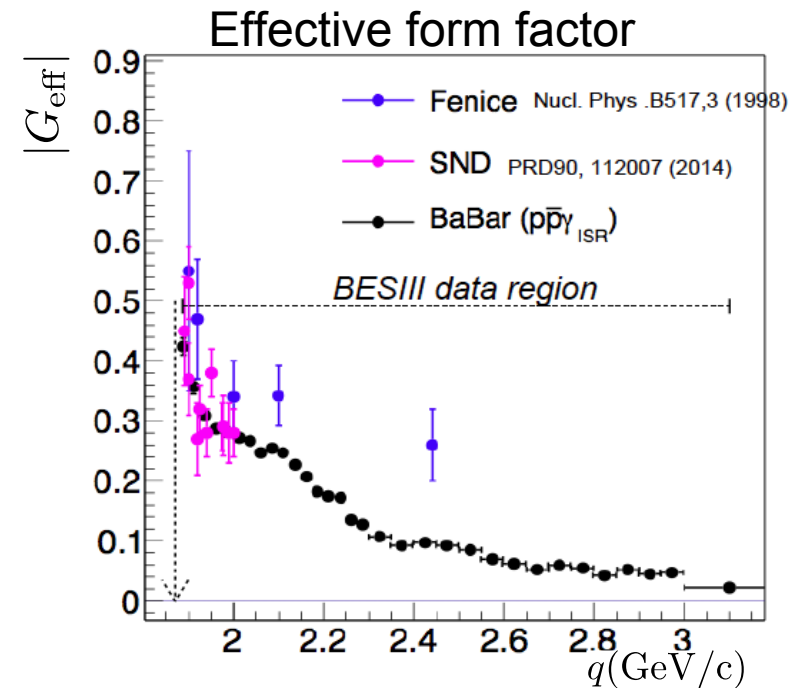 Effective form factor
|G_eff|
0.9
Fenice Nucl. Phys .B517,3 (1998)
0.8
SND PRD90, 112007 (2014)
0.7
BaBar (pp̅γ_ISR)
0.6
BESIII data region
0.5
0.4
0.3
0.2
0.1
0
2 2.2 2.4 2.6 2.8 3
q(GeV/c)